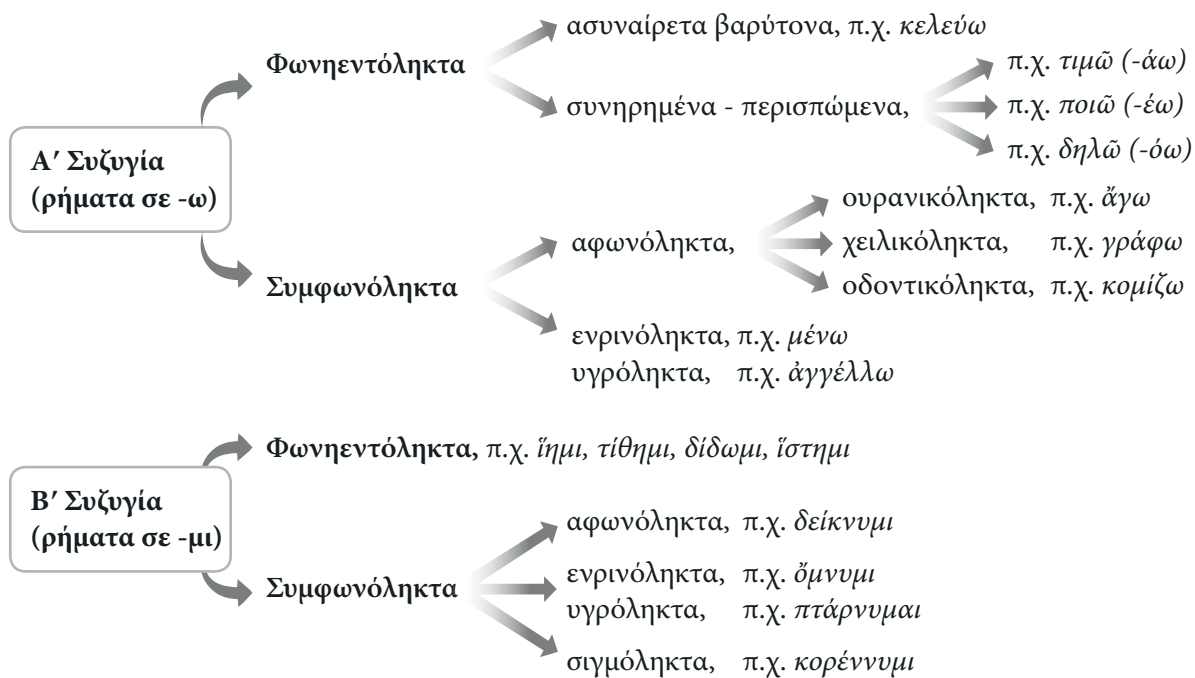 Α′ Συζυγία
(ρήματα σε -ω)
Φωνηεντόληκτα
ασυναίρετα βαρύτονα, π.χ. κελεύω
συνηρημένα - περισπώμενα,
π.χ. τιμῶ (-άω)
π.χ. ποιῶ (-έω)
π.χ. δηλῶ (-όω)
Συμφωνόληκτα
αφωνόληκτα,
ουρανικόληκτα, π.χ. ἄγω
χειλικόληκτα, π.χ. γράφω
οδοντικόληκτα, π.χ. κομίζω
ενρινόληκτα, π.χ. μένω
υγρόληκτα, π.χ. ἀγγέλλω
Β′ Συζυγία
(ρήματα σε -μι)
Φωνηεντόληκτα, π.χ. ἵημι, τίθημι, δίδωμι, ἵστημι
Συμφωνόληκτα
αφωνόληκτα, π.χ. δείκνυμι
ενρινόληκτα, π.χ. ὄμνυμι
υγρόληκτα, π.χ. πτάρνυμαι
σιγμόληκτα, π.χ. κορέννυμι